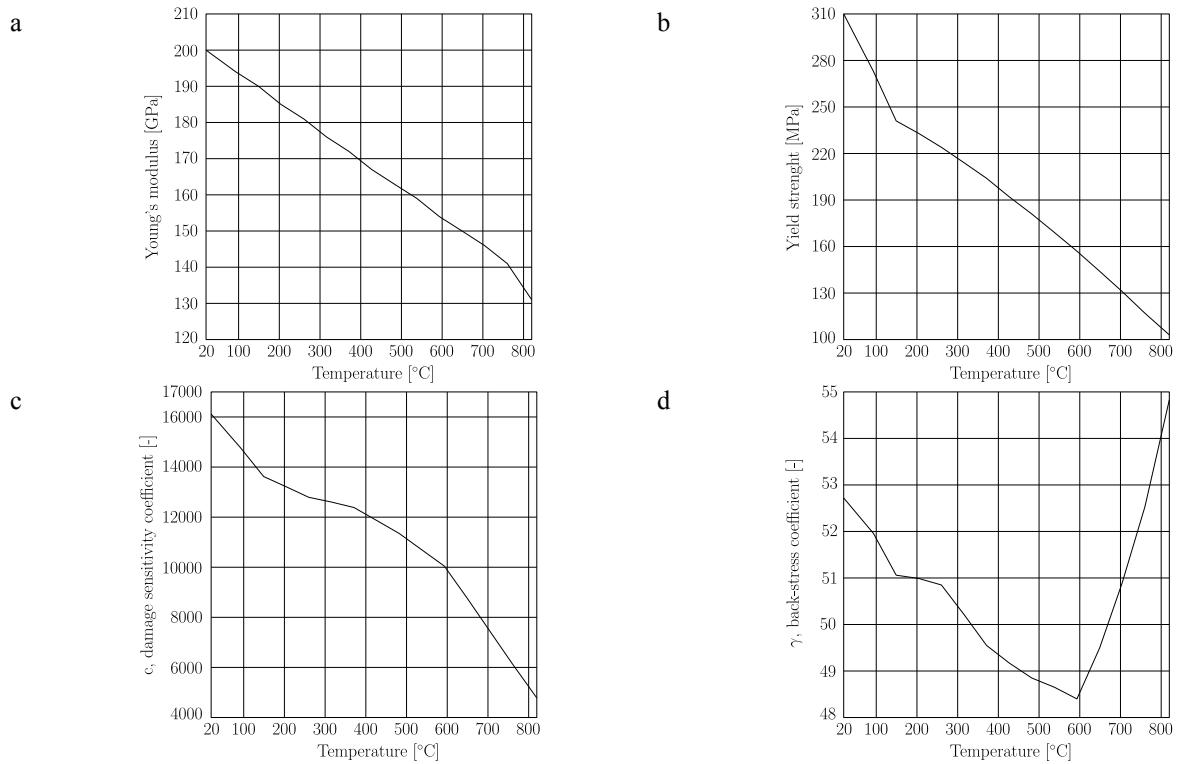 a
210
200
190
180
170
160
150
140
130
120
Young's modulus [GPa]
20 100 200 300 400 500 600 700 800
Temperature [°C]
b
310
280
250
220
190
160
130
100
Yield strenght [MPa]
20 100 200 300 400 500 600 700 800
Temperature [°C]
c
17000
16000
14000
12000
10000
8000
6000
4000
c, damage sensitivity coefficient [-]
20 100 200 300 400 500 600 700 800
Temperature [°C]
d
55
54
53
52
51
50
49
48
γ, back-stress coefficient [-]
20 100 200 300 400 500 600 700 800
Temperature [°C]